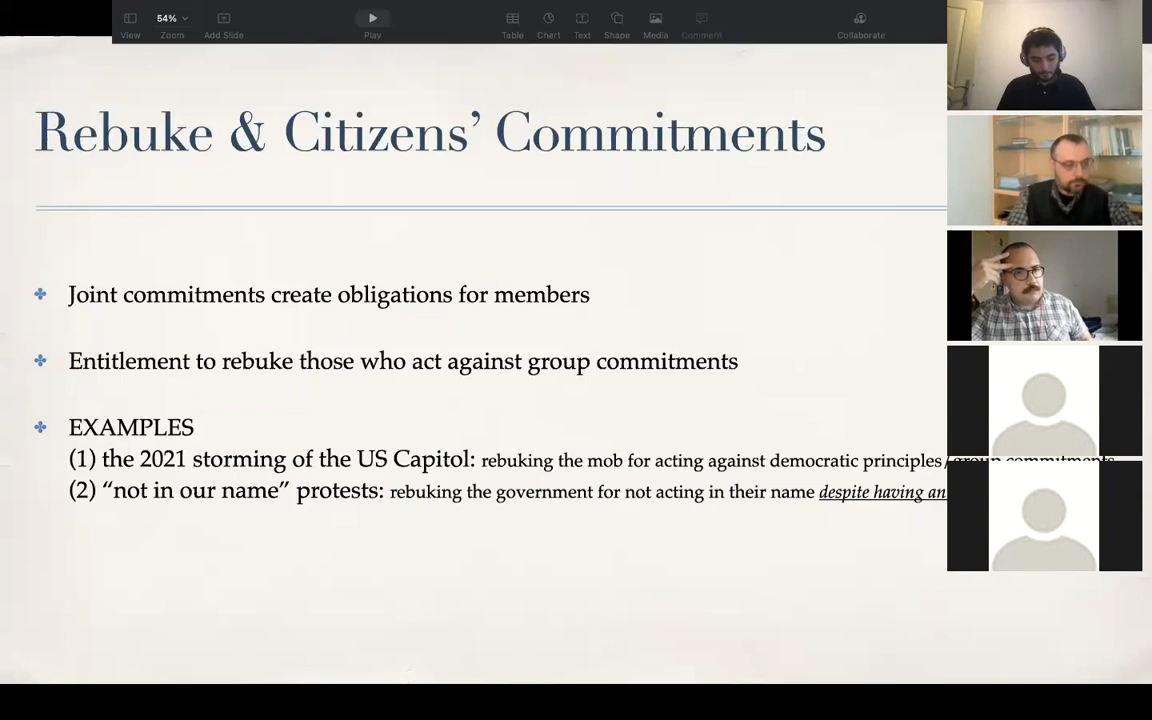 54%
View Zoom Add Slide Play Table Chart Text Shape Media Comment Collaborate
Rebuke & Citizens’ Commitments
Joint commitments create obligations for members
Entitlement to rebuke those who act against group commitments
EXAMPLES
(1) the 2021 storming of the US Capitol: rebuking the mob for acting against democratic principles/group commitments
(2) “not in our name” protests: rebuking the government for not acting in their name despite having an